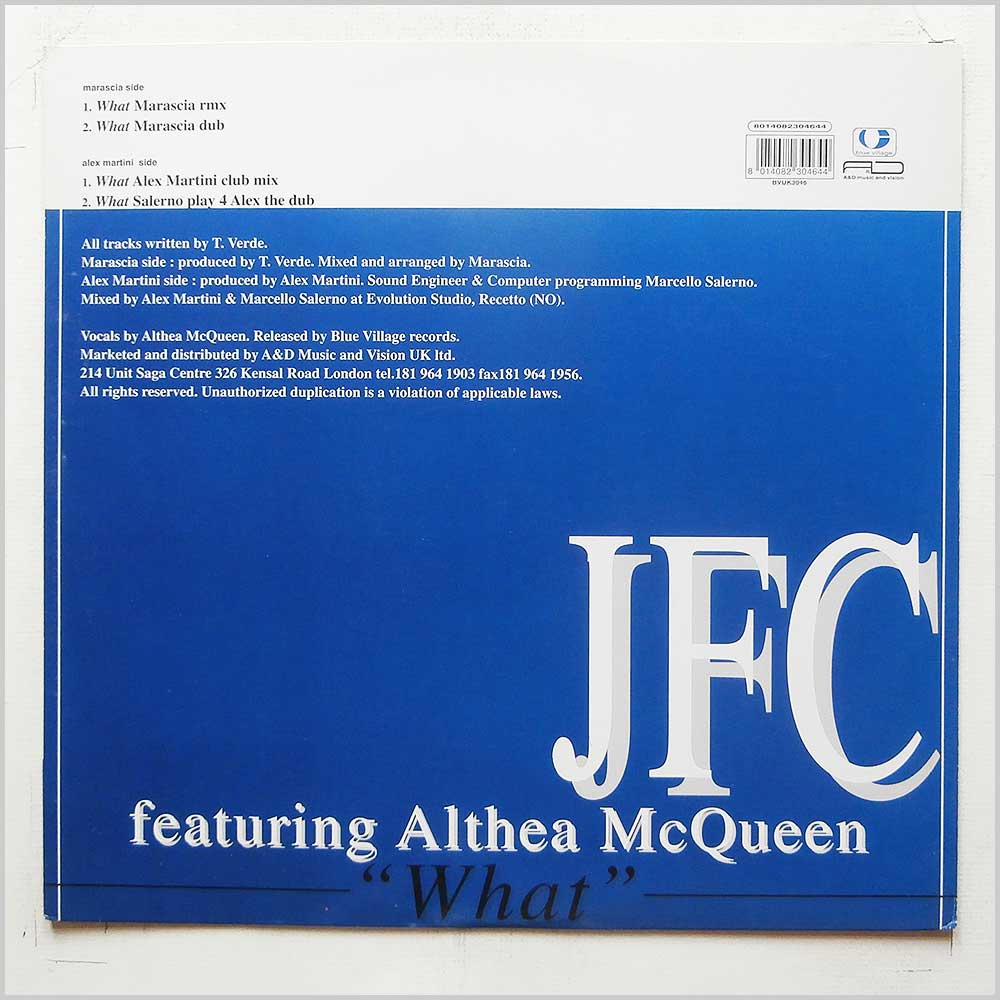 marascia side
1. What Marascia rmx
2. What Marascia dub
alex martini side
1. What Alex Martini club mix
2. What Salerno play 4 Alex the dub
8014082304644
8 014082 304644
BVUK3046
blue village
A&D
A&D music and vision
All tracks written by T. Verde.
Marascia side : produced by T. Verde. Mixed and arranged by Marascia.
Alex Martini side : produced by Alex Martini. Sound Engineer & Computer programming Marcello Salerno.
Mixed by Alex Martini & Marcello Salerno at Evolution Studio, Recetto (NO).
Vocals by Althea McQueen. Released by Blue Village records.
Marketed and distributed by A&D Music and Vision UK ltd.
214 Unit Saga Centre 326 Kensal Road London tel.181 964 1903 fax181 964 1956.
All rights reserved. Unauthorized duplication is a violation of applicable laws.
JFC
featuring Althea McQueen
“What”